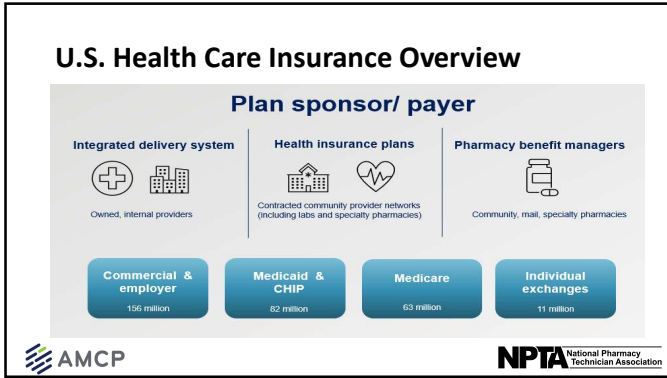 U.S. Health Care Insurance Overview
Plan sponsor/ payer
Integrated delivery system
Owned, internal providers
Health insurance plans
Contracted community provider networks
(including labs and specialty pharmacies)
Pharmacy benefit managers
Community, mail, specialty pharmacies
Commercial &
employer
156 million
Medicaid &
CHIP
82 million
Medicare
63 million
Individual
exchanges
11 million
AMCP
NPTA National Pharmacy
Technician Association